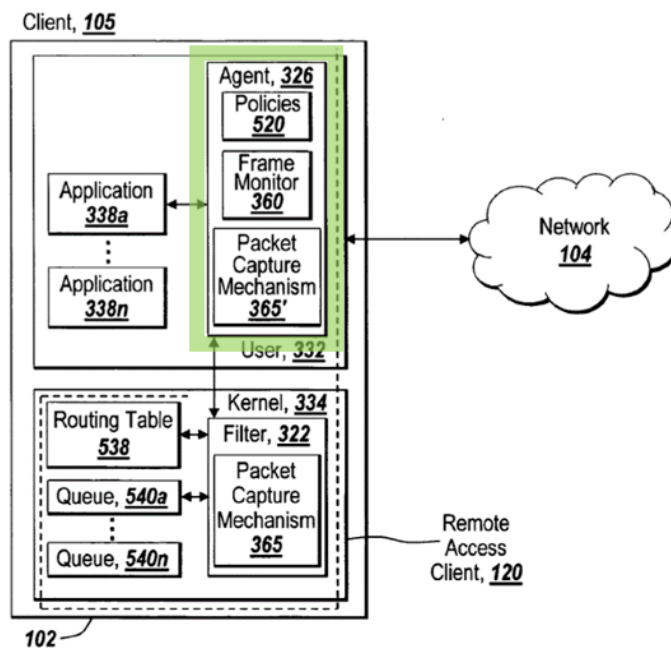 Client, 105
Agent, 326
Policies
520
Frame
Monitor
360
Application
338a
Packet
Capture
Mechanism
365'
Application
338n
User, 332
Network
104
Kernel, 334
Routing Table
538
Filter, 322
Packet
Capture
Mechanism
365
Queue, 540a
Queue, 540n
Remote
Access
Client, 120
102